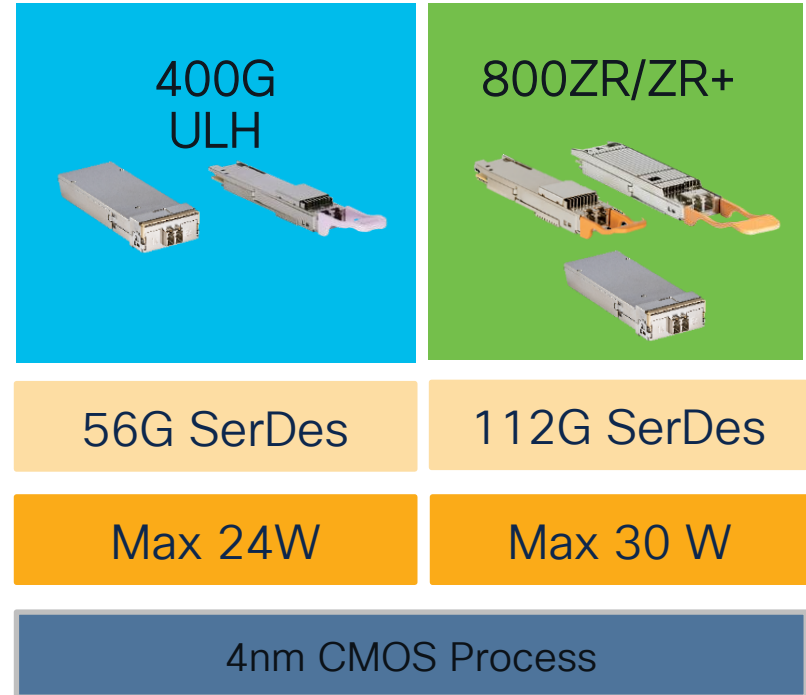 400G
ULH
800ZR/ZR+
56G SerDes
112G SerDes
Max 24W
Max 30 W
4nm CMOS Process